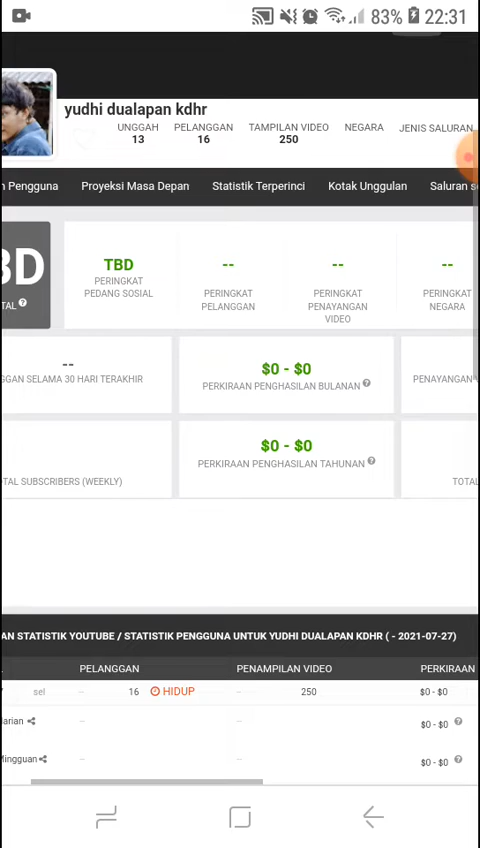 83% 22:31
yudhi dualapan kdhr
UNGGAH PELANGGAN TAMPILAN VIDEO NEGARA JENIS SALURAN
13 16 250
n Pengguna Proyeksi Masa Depan Statistik Terperinci Kotak Unggulan Saluran s
BD
TAL ?
TBD -- -- --
PERINGKAT PEDANG SOSIAL
PERINGKAT PELANGGAN
PERINGKAT PENAYANGAN VIDEO
PERINGKAT NEGARA
--
GGAN SELAMA 30 HARI TERAKHIR
$0 - $0
PERKIRAAN PENGHASILAN BULANAN ?
PENAYANGAN
OTAL SUBSCRIBERS (WEEKLY)
$0 - $0
PERKIRAAN PENGHASILAN TAHUNAN ?
TOTA
AN STATISTIK YOUTUBE / STATISTIK PENGGUNA UNTUK YUDHI DUALAPAN KDHR ( - 2021-07-27)
PELANGGAN PENAMPILAN VIDEO PERKIRAAN
7 sel -- 16 HIDUP -- 250 $0 - $0
arian -- -- $0 - $0 ?
Mingguan -- -- $0 - $0 ?